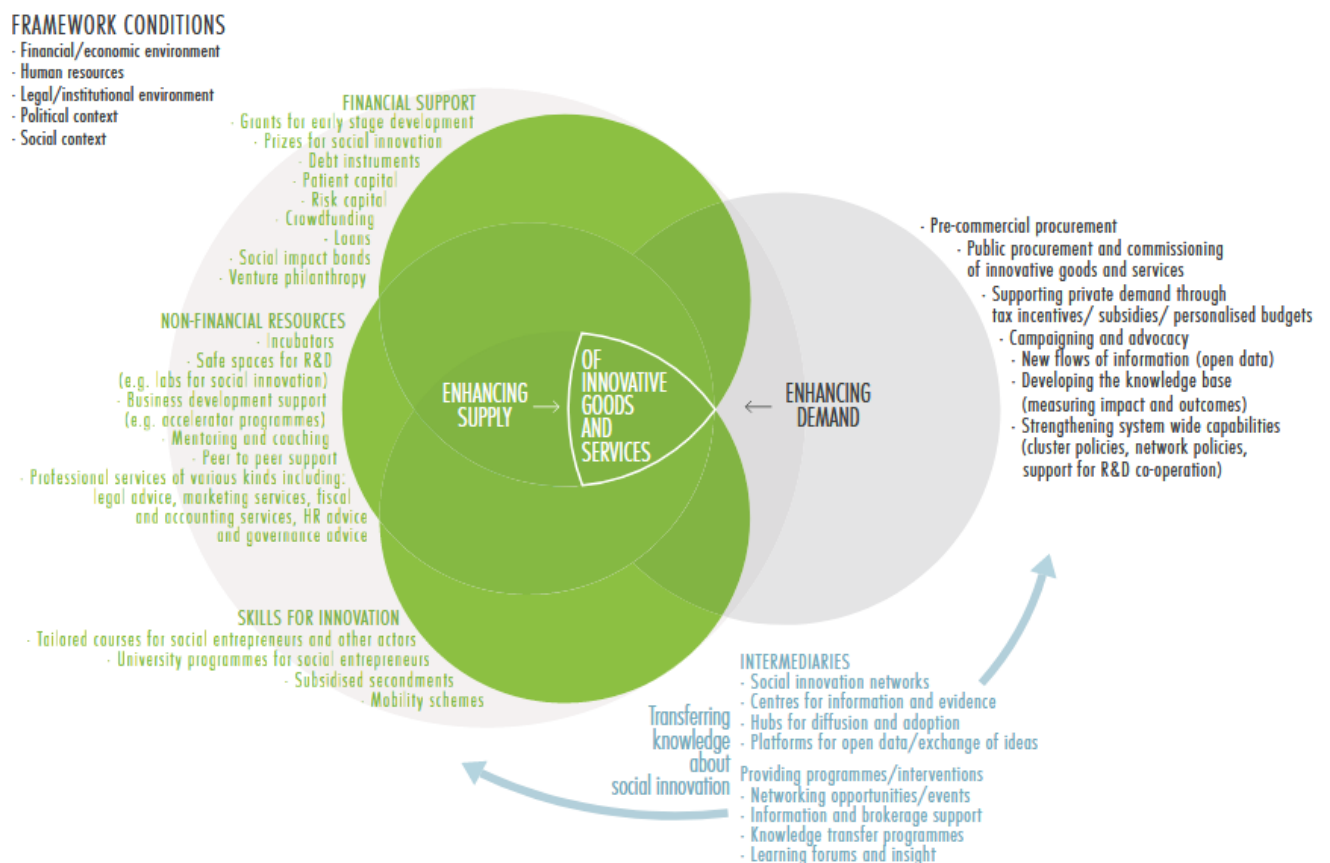 FRAMEWORK CONDITIONS
- Financial/economic environment
- Human resources
- Legal/institutional environment
- Political context
- Social context
FINANCIAL SUPPORT
- Grants for early stage development
- Prizes for social innovation
- Debt instruments
- Patient capital
- Risk capital
- Crowdfunding
- Loans
- Social impact bonds
- Venture philanthropy
NON-FINANCIAL RESOURCES
- Incubators
- Safe spaces for R&D
(e.g. labs for social innovation)
- Business development support
(e.g. accelerator programmes)
- Mentoring and coaching
- Peer to peer support
- Professional services of various kinds including:
legal advice, marketing services, fiscal
and accounting services, HR advice
and governance advice
SKILLS FOR INNOVATION
- Tailored courses for social entrepreneurs and other actors
- University programmes for social entrepreneurs
- Subsidised secondments
- Mobility schemes
ENHANCING
SUPPLY
OF
INNOVATIVE
GOODS
AND
SERVICES
ENHANCING
DEMAND
- Pre-commercial procurement
- Public procurement and commissioning
of innovative goods and services
- Supporting private demand through
tax incentives/ subsidies/ personalised budgets
- Campaigning and advocacy
- New flows of information (open data)
- Developing the knowledge base
(measuring impact and outcomes)
- Strengthening system wide capabilities
(cluster policies, network policies,
support for R&D co-operation)
Transferring
knowledge
about
social innovation
INTERMEDIARIES
- Social innovation networks
- Centres for information and evidence
- Hubs for diffusion and adoption
- Platforms for open data/exchange of ideas
Providing programmes/interventions
- Networking opportunities/events
- Information and brokerage support
- Knowledge transfer programmes
- Learning forums and insight